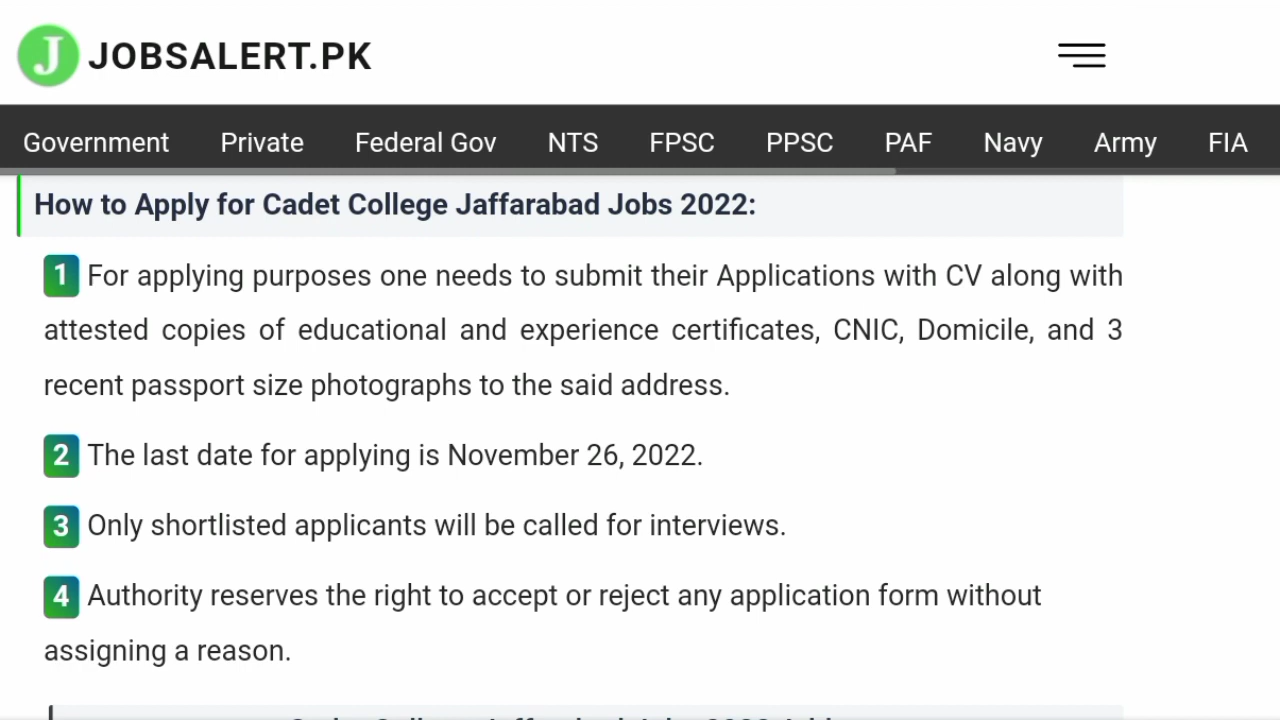 J JOBSALERT.PK
Government Private Federal Gov NTS FPSC PPSC PAF Navy Army FIA
How to Apply for Cadet College Jaffarabad Jobs 2022:
1 For applying purposes one needs to submit their Applications with CV along with
attested copies of educational and experience certificates, CNIC, Domicile, and 3
recent passport size photographs to the said address.
2 The last date for applying is November 26, 2022.
3 Only shortlisted applicants will be called for interviews.
4 Authority reserves the right to accept or reject any application form without
assigning a reason.